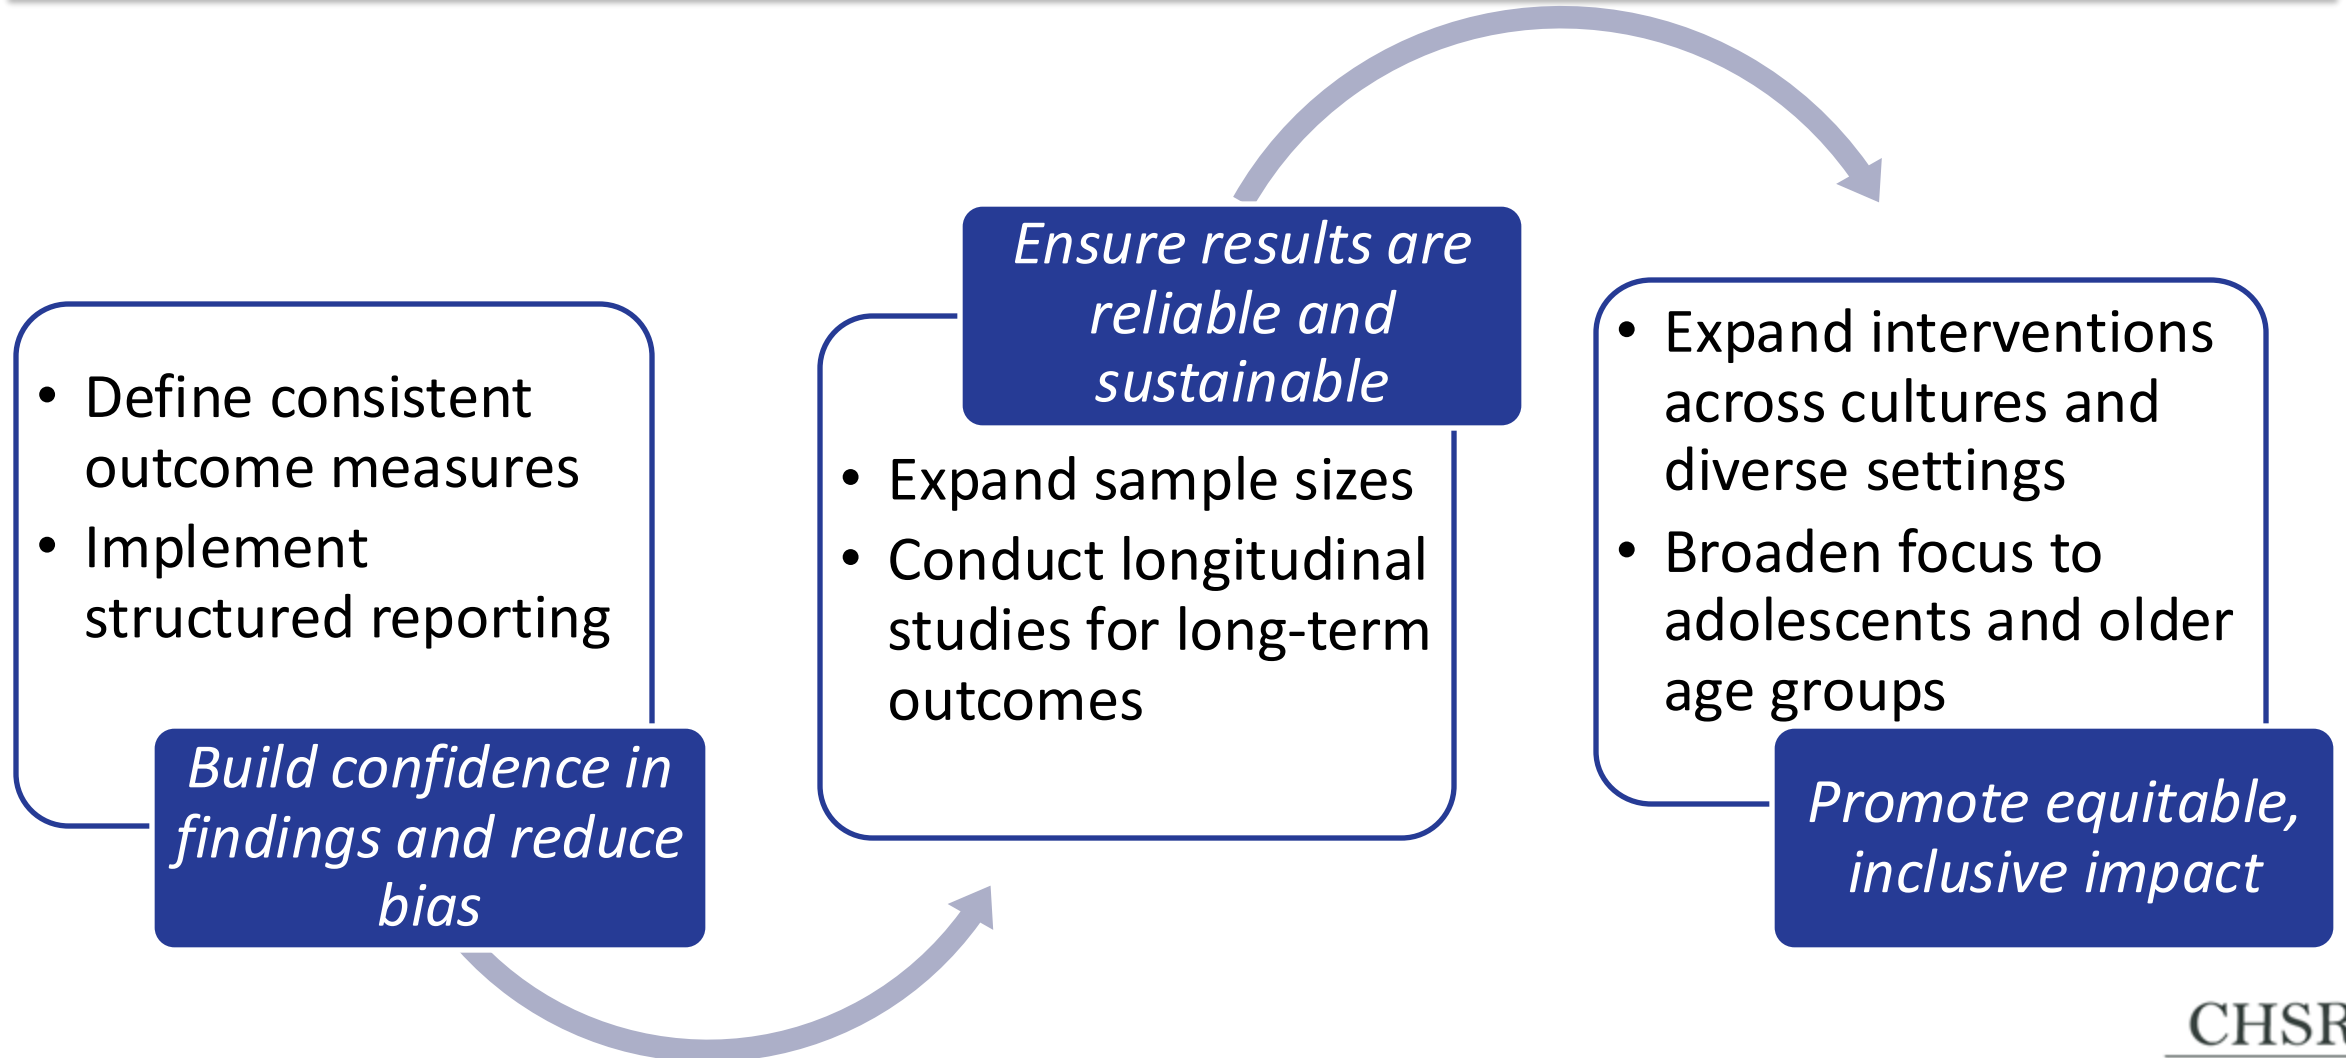 • Define consistent
outcome measures
• Implement
structured reporting
Build confidence in
findings and reduce
bias
Ensure results are
reliable and
sustainable
• Expand sample sizes
• Conduct longitudinal
studies for long-term
outcomes
• Expand interventions
across cultures and
diverse settings
• Broaden focus to
adolescents and older
age groups
Promote equitable,
inclusive impact
CHSR